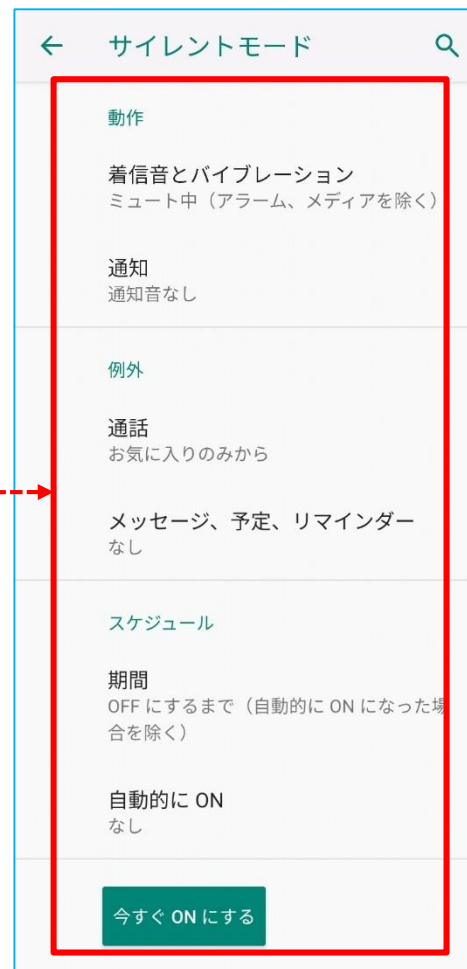 サイレントモード
動作
着信音とバイブレーション
ミュート中（アラーム、メディアを除く）
通知
通知音なし
例外
通話
お気に入りのみから
メッセージ、予定、リマインダー
なし
スケジュール
期間
OFF にするまで（自動的に ON になった場
合を除く）
自動的に ON
なし
今すぐ ON にする